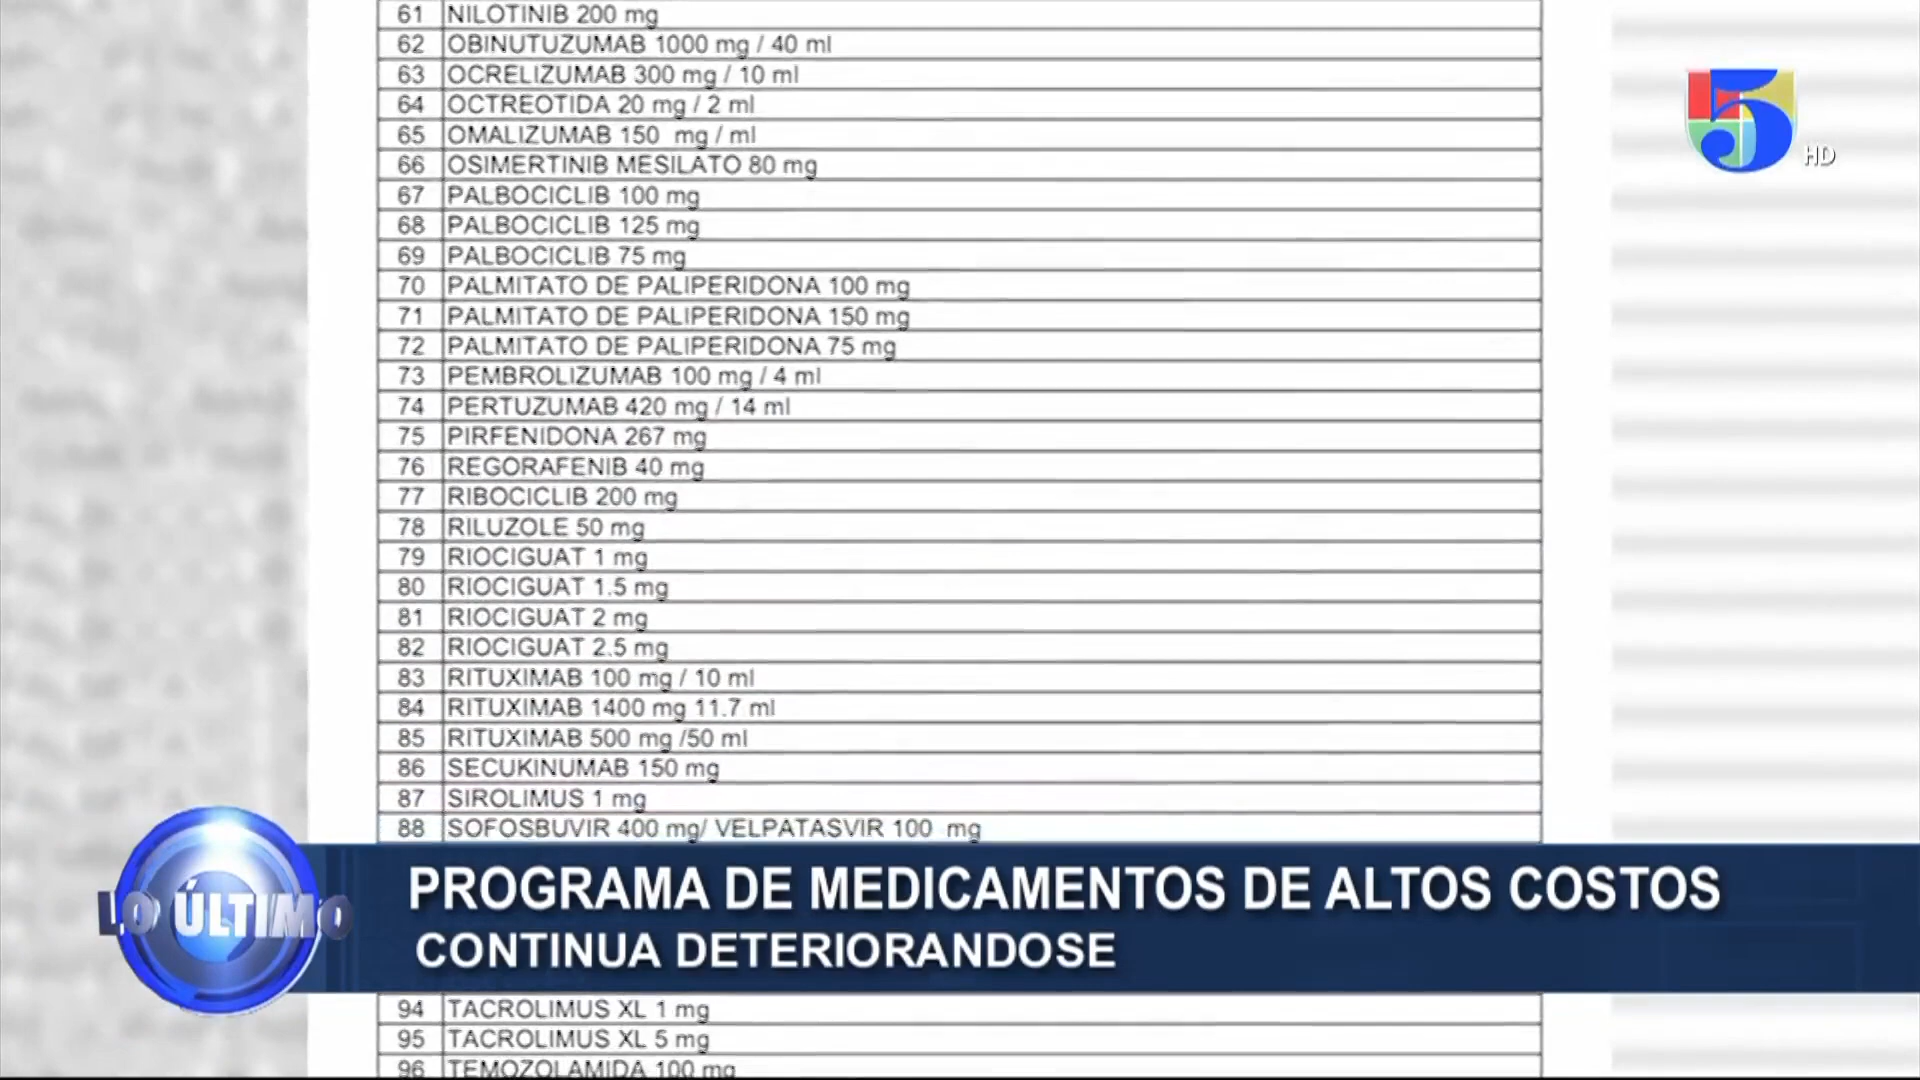 61 NILOTINIB 200 mg
62 OBINUTUZUMAB 1000 mg / 40 ml
63 OCRELIZUMAB 300 mg / 10 ml
64 OCTREOTIDA 20 mg / 2 ml
65 OMALIZUMAB 150 mg / ml
66 OSIMERTINIB MESILATO 80 mg
67 PALBOCICLIB 100 mg
68 PALBOCICLIB 125 mg
69 PALBOCICLIB 75 mg
70 PALMITATO DE PALIPERIDONA 100 mg
71 PALMITATO DE PALIPERIDONA 150 mg
72 PALMITATO DE PALIPERIDONA 75 mg
73 PEMBROLIZUMAB 100 mg / 4 ml
74 PERTUZUMAB 420 mg / 14 ml
75 PIRFENIDONA 267 mg
76 REGORAFENIB 40 mg
77 RIBOCICLIB 200 mg
78 RILUZOLE 50 mg
79 RIOCIGUAT 1 mg
80 RIOCIGUAT 1.5 mg
81 RIOCIGUAT 2 mg
82 RIOCIGUAT 2.5 mg
83 RITUXIMAB 100 mg / 10 ml
84 RITUXIMAB 1400 mg 11.7 ml
85 RITUXIMAB 500 mg /50 ml
86 SECUKINUMAB 150 mg
87 SIROLIMUS 1 mg
88 SOFOSBUVIR 400 mg/ VELPATASVIR 100 mg
5 HD
LO ÚLTIMO
PROGRAMA DE MEDICAMENTOS DE ALTOS COSTOS
CONTINUA DETERIORANDOSE
94 TACROLIMUS XL 1 mg
95 TACROLIMUS XL 5 mg
96 TEMOZOLAMIDA 100 mg